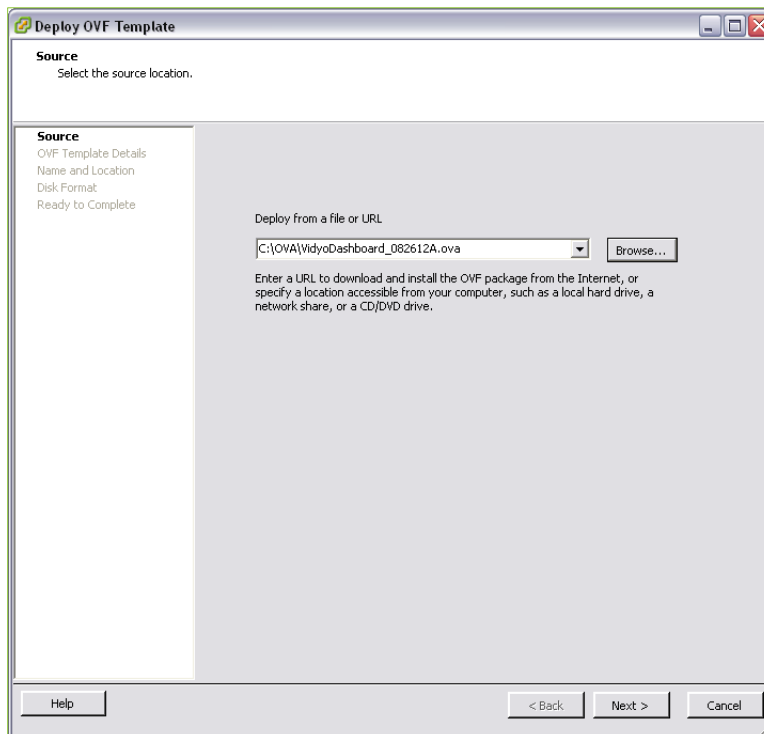 Deploy OVF Template
Source
Select the source location.
Source
OVF Template Details
Name and Location
Disk Format
Ready to Complete
Deploy from a file or URL
C:\OVA\VidyoDashboard_082612A.ova
Browse...
Enter a URL to download and install the OVF package from the Internet, or
specify a location accessible from your computer, such as a local hard drive, a
network share, or a CD/DVD drive.
Help
< Back
Next >
Cancel